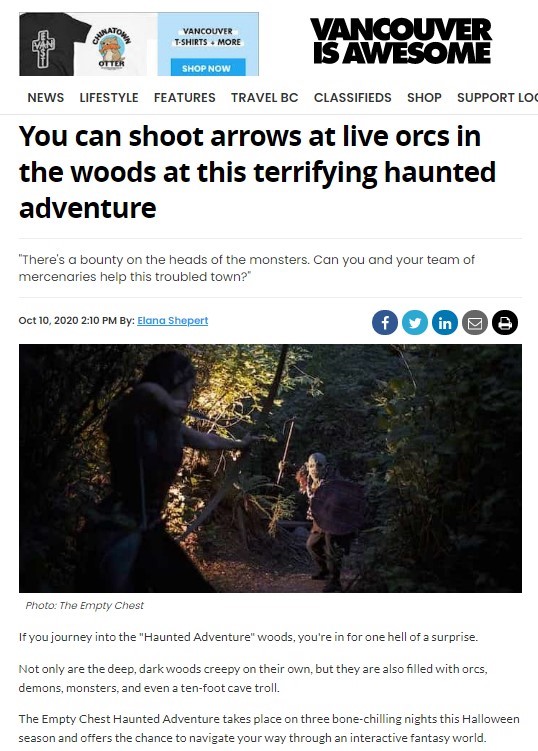 VANCOUVER
T-SHIRTS + MORE
SHOP NOW
CHINATOWN
OTTER
VANCOUVER
IS AWESOME
NEWS LIFESTYLE FEATURES TRAVEL BC CLASSIFIEDS SHOP SUPPORT LO
You can shoot arrows at live orcs in
the woods at this terrifying haunted
adventure
"There's a bounty on the heads of the monsters. Can you and your team of
mercenaries help this troubled town?"
Oct 10, 2020 2:10 PM By: Elana Shepert
Photo: The Empty Chest
If you journey into the "Haunted Adventure" woods, you're in for one hell of a surprise.
Not only are the deep, dark woods creepy on their own, but they are also filled with orcs,
demons, monsters, and even a ten-foot cave troll.
The Empty Chest Haunted Adventure takes place on three bone-chilling nights this Halloween
season and offers the chance to navigate your way through an interactive fantasy world.